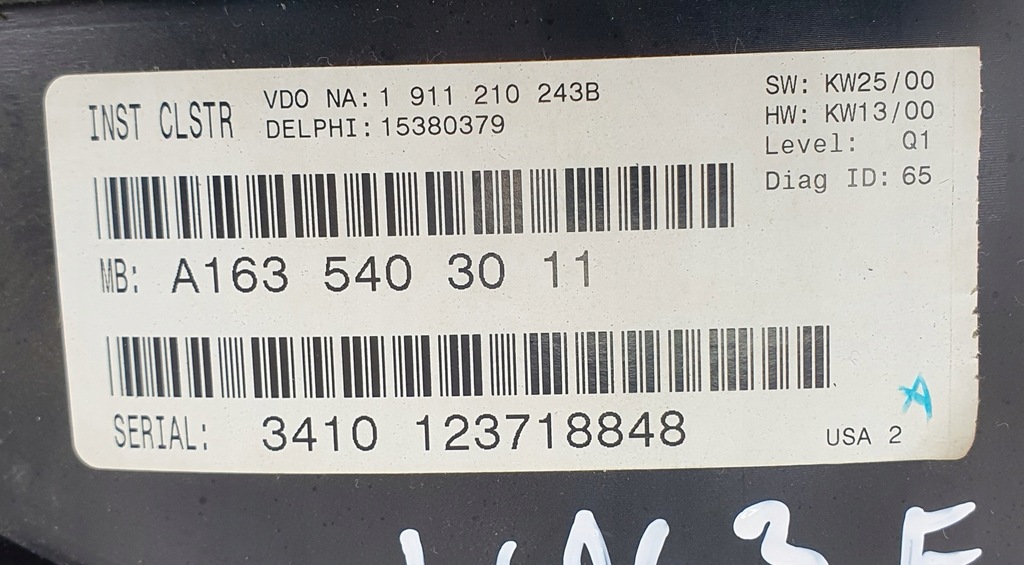 INST CLSTR
VDO NA: 1 911 210 243B
DELPHI: 15380379
SW: KW25/00
HW: KW13/00
Level: Q1
Diag ID: 65
MB: A163 540 30 11
SERIAL: 3410 123718848
USA 2
A